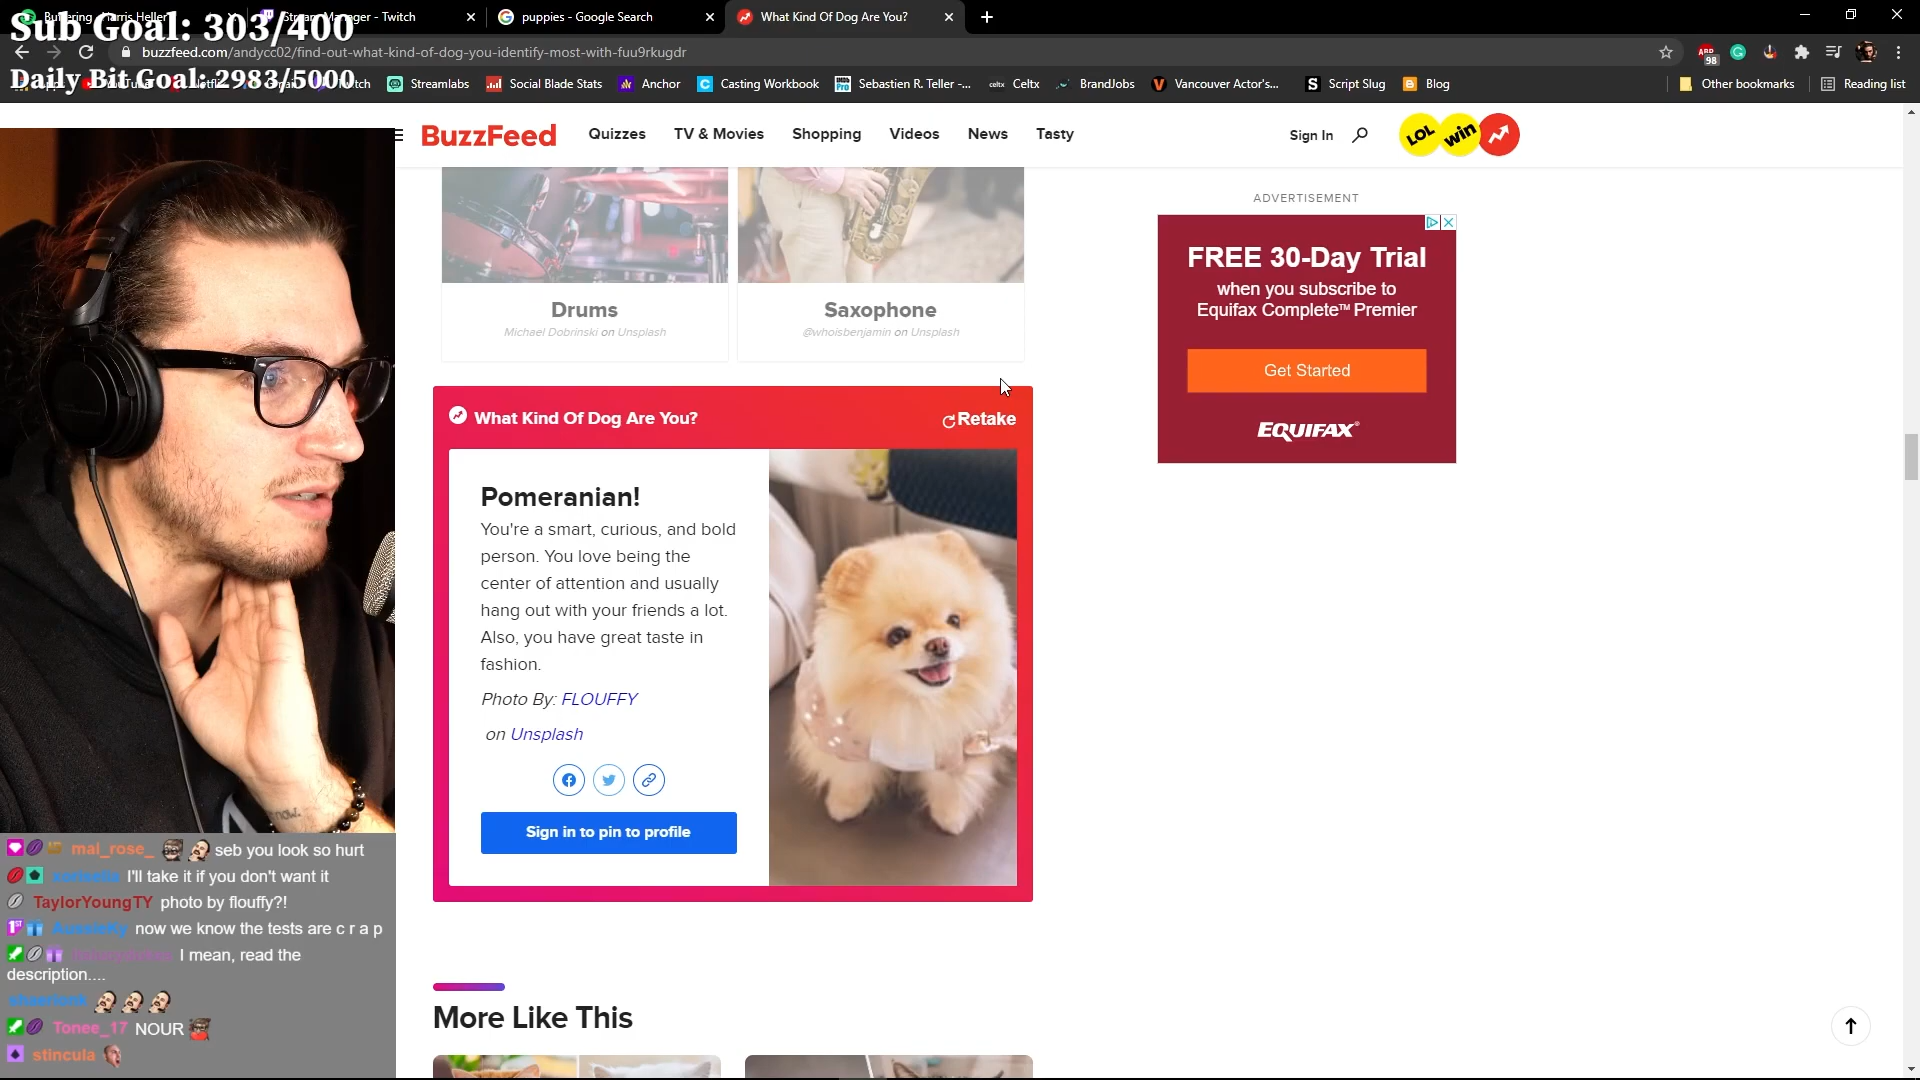 Sub Goal: 303/400
Daily Bit Goal: 2983/5000
Stream Manager - Twitch
puppies - Google Search
What Kind Of Dog Are You?
buzzfeed.com/andycc02/find-out-what-kind-of-dog-you-identify-most-with-fuu9rkugdr
ABP
98
Streamlabs
Social Blade Stats
Anchor
Casting Workbook
Sebastien R. Teller -...
Celtx
BrandJobs
Vancouver Actor's...
Script Slug
Blog
Other bookmarks
Reading list
BuzzFeed
Quizzes
TV & Movies
Shopping
Videos
News
Tasty
Sign In
LOL
win
Drums
Michael Dobrinski on Unsplash
Saxophone
@whoisbenjamin on Unsplash
ADVERTISEMENT
FREE 30-Day Trial
when you subscribe to
Equifax Complete™ Premier
Get Started
EQUIFAX®
What Kind Of Dog Are You?
Retake
Pomeranian!
You're a smart, curious, and bold
person. You love being the
center of attention and usually
hang out with your friends a lot.
Also, you have great taste in
fashion.
Photo By: FLOUFFY
on Unsplash
Sign in to pin to profile
More Like This
mal_rose_ seb you look so hurt
I'll take it if you don't want it
TaylorYoungTY photo by flouffy?!
now we know the tests are c r a p
I mean, read the
description....
Tonee_17 NOUR
stincula